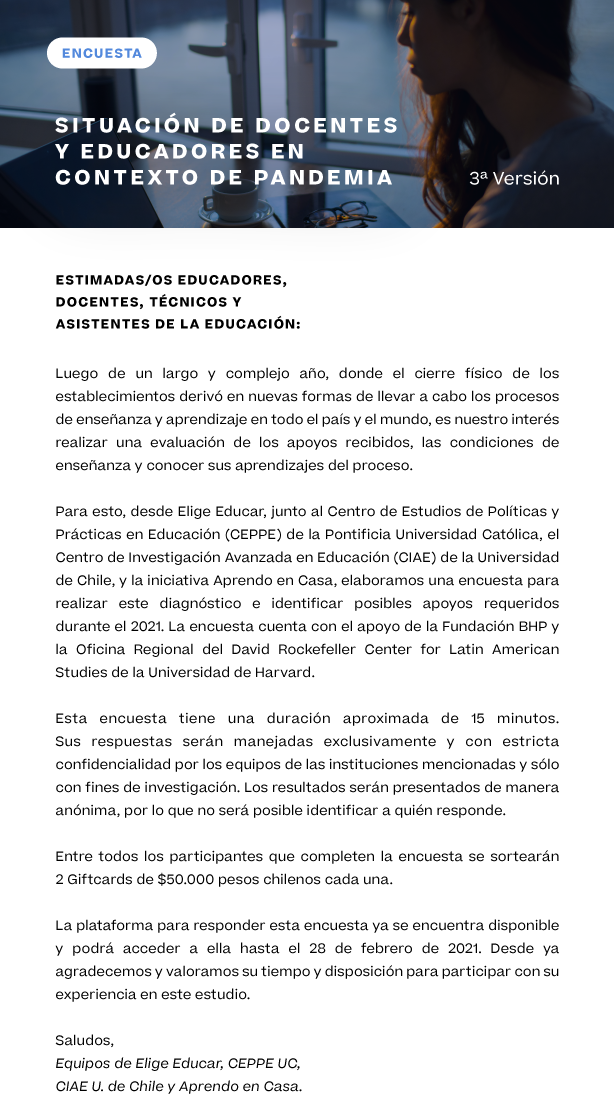 ENCUESTA
SITUACIÓN DE DOCENTES
Y EDUCADORES EN
CONTEXTO DE PANDEMIA
3ª Versión
ESTIMADAS/OS EDUCADORES,
DOCENTES, TÉCNICOS Y
ASISTENTES DE LA EDUCACIÓN:
Luego de un largo y complejo año, donde el cierre físico de los
establecimientos derivó en nuevas formas de llevar a cabo los procesos
de enseñanza y aprendizaje en todo el país y el mundo, es nuestro interés
realizar una evaluación de los apoyos recibidos, las condiciones de
enseñanza y conocer sus aprendizajes del proceso.
Para esto, desde Elige Educar, junto al Centro de Estudios de Políticas y
Prácticas en Educación (CEPPE) de la Pontificia Universidad Católica, el
Centro de Investigación Avanzada en Educación (CIAE) de la Universidad
de Chile, y la iniciativa Aprendo en Casa, elaboramos una encuesta para
realizar este diagnóstico e identificar posibles apoyos requeridos
durante el 2021. La encuesta cuenta con el apoyo de la Fundación BHP y
la Oficina Regional del David Rockefeller Center for Latin American
Studies de la Universidad de Harvard.
Esta encuesta tiene una duración aproximada de 15 minutos.
Sus respuestas serán manejadas exclusivamente y con estricta
confidencialidad por los equipos de las instituciones mencionadas y sólo
con fines de investigación. Los resultados serán presentados de manera
anónima, por lo que no será posible identificar a quién responde.
Entre todos los participantes que completen la encuesta se sortearán
2 Giftcards de $50.000 pesos chilenos cada una.
La plataforma para responder esta encuesta ya se encuentra disponible
y podrá acceder a ella hasta el 28 de febrero de 2021. Desde ya
agradecemos y valoramos su tiempo y disposición para participar con su
experiencia en este estudio.
Saludos,
Equipos de Elige Educar, CEPPE UC,
CIAE U. de Chile y Aprendo en Casa.